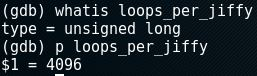 (gdb) whatis loops_per_jiffy
type = unsigned long
(gdb) p loops_per_jiffy
$1 = 4096